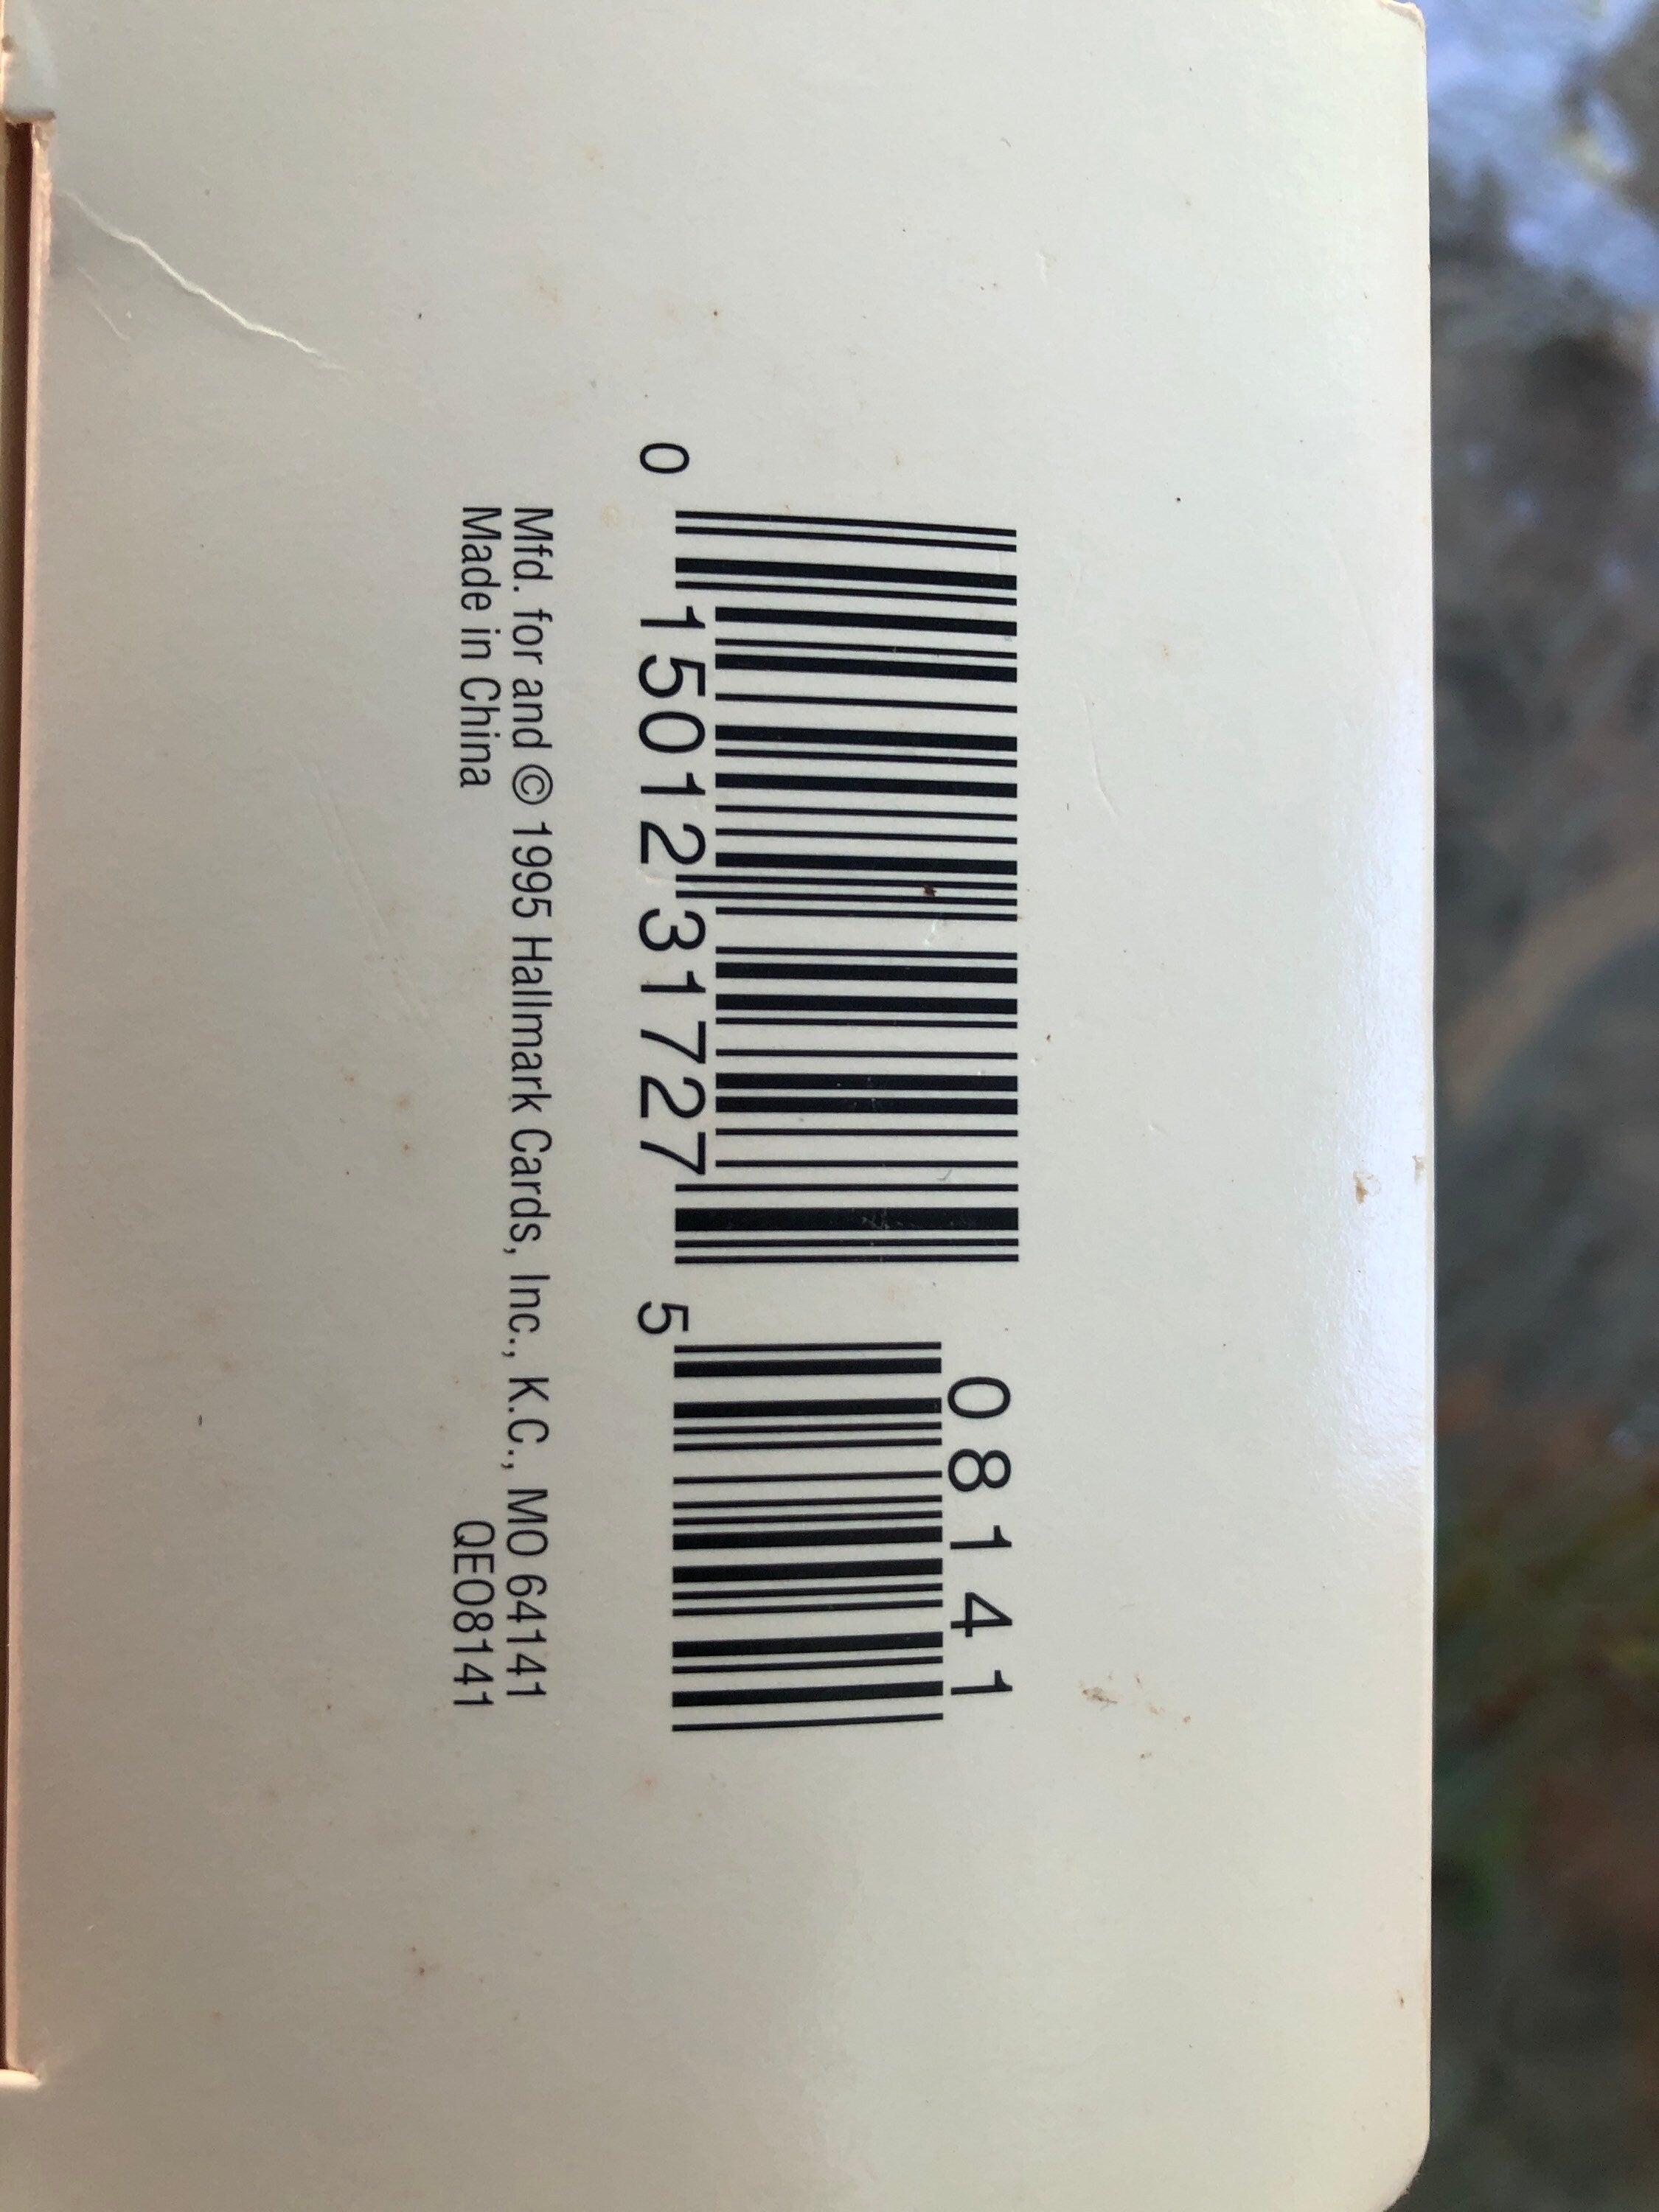 08141
0 15012 31727 5
Mfd. for and © 1995 Hallmark Cards, Inc., K.C., MO 64141
Made in China QEO8141